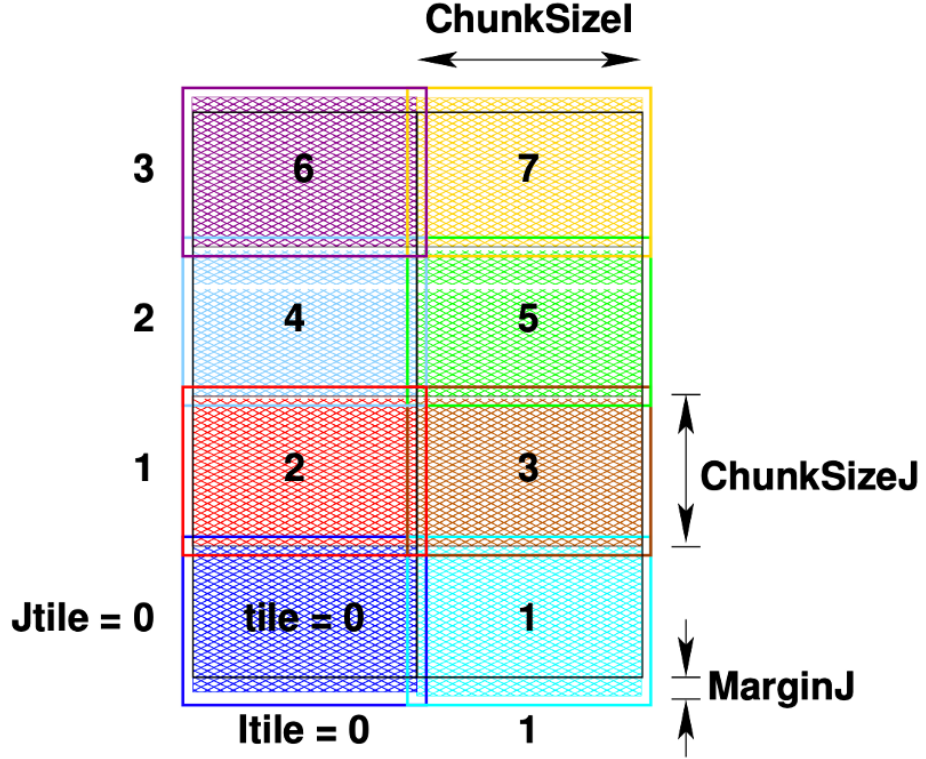 ChunkSizeI
3 6 7
2 4 5
1 2 3
ChunkSizeJ
Jtile = 0 tile = 0 1
MarginJ
Itile = 0 1